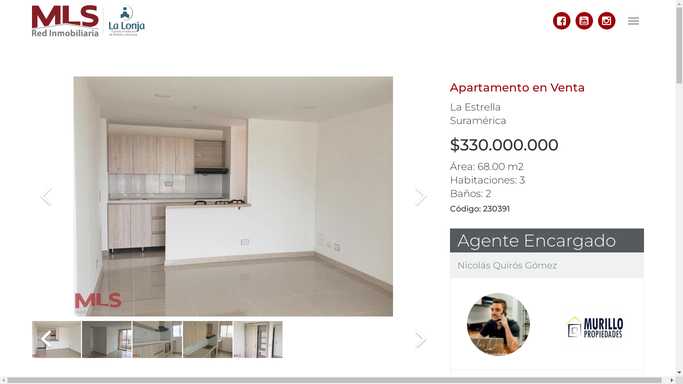 MLS
Red Inmobiliaria
La Lonja
Apartamento en Venta
La Estrella
Suramérica
$330.000.000
Área: 68.00 m2
Habitaciones: 3
Baños: 2
Código: 230391
Agente Encargado
Nicolás Quirós Gómez
MURILLO
PROPIEDADES
MLS